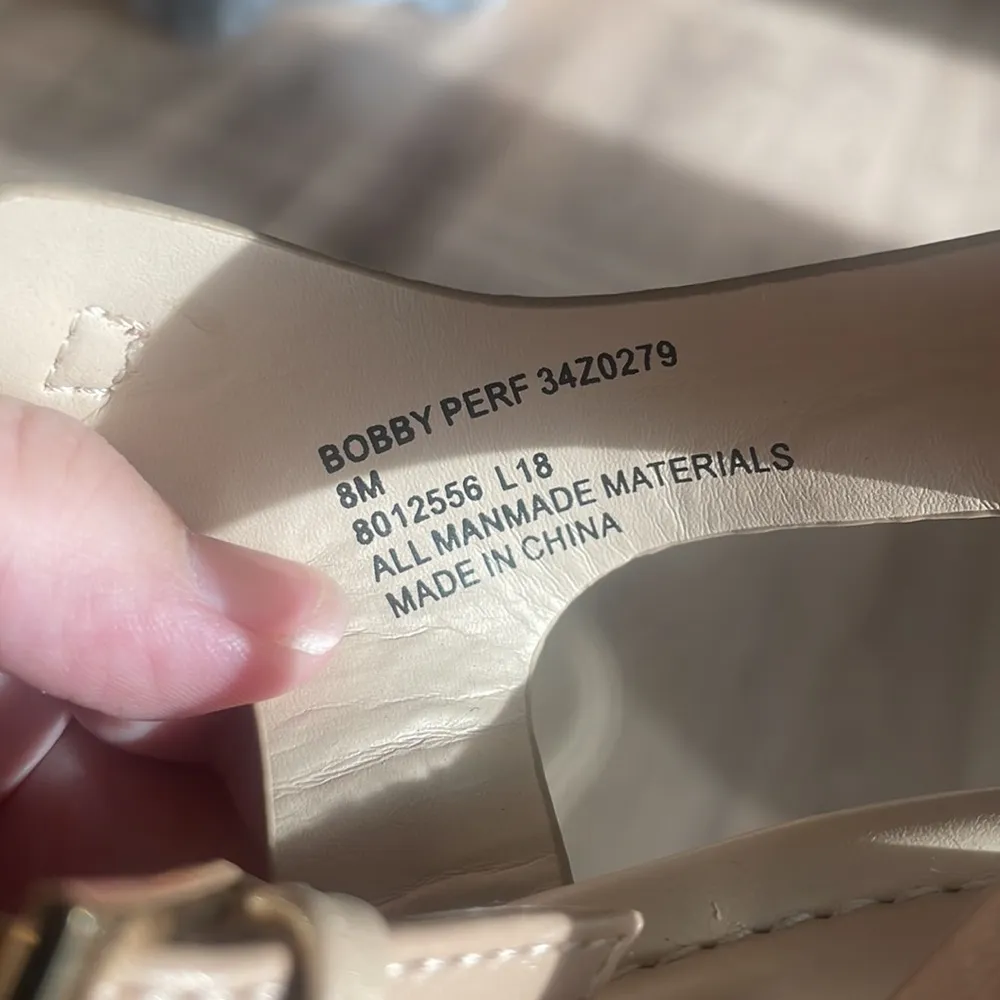 BOBBY PERF 34Z0279
8M
8012556 L18
ALL MANMADE MATERIALS
MADE IN CHINA